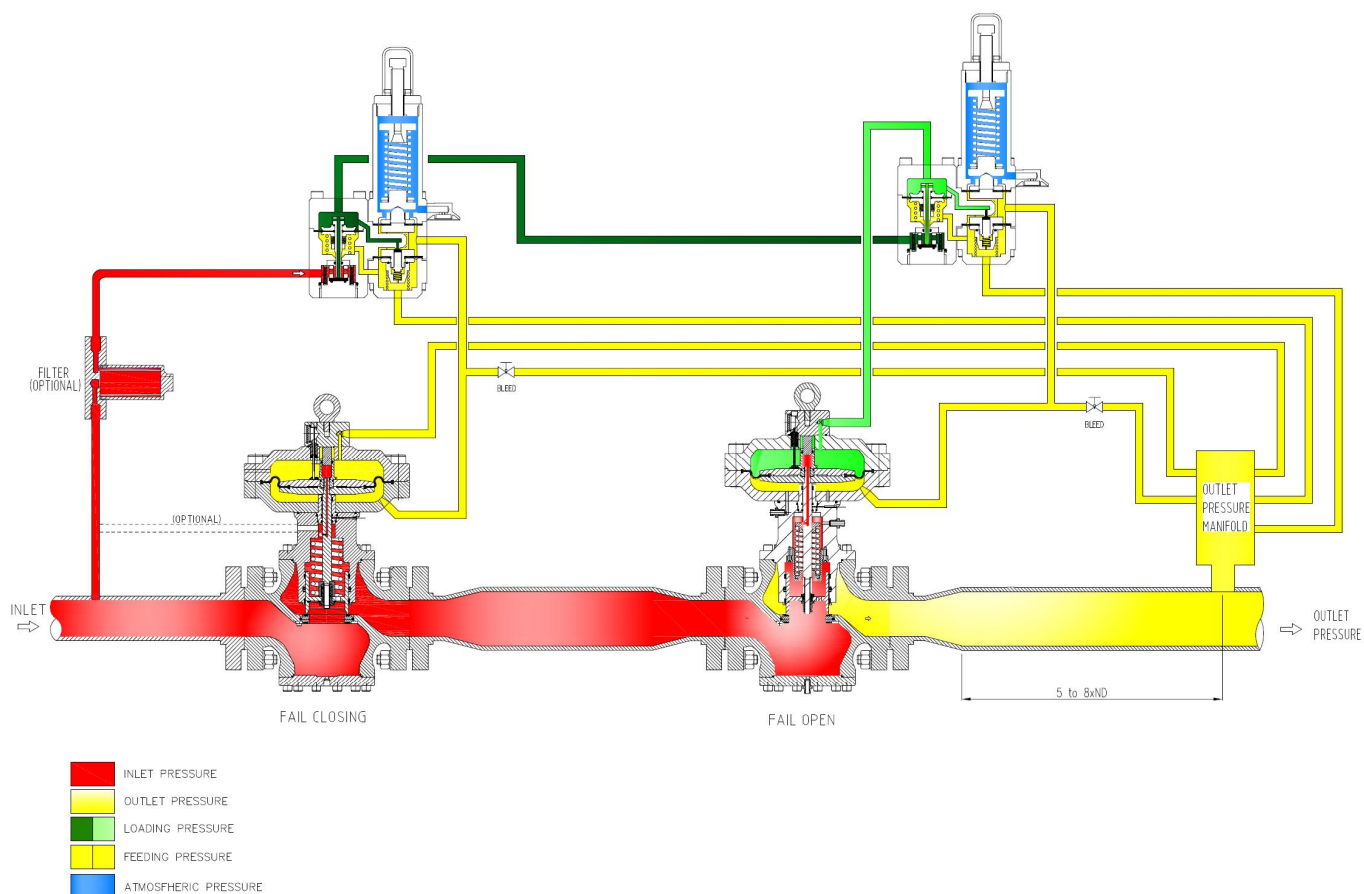 FILTER
(OPTIONAL)
BLEED
BLEED
OUTLET
PRESSURE
MANIFOLD
(OPTIONAL)
INLET
OUTLET
PRESSURE
5 to 8xND
FAIL CLOSING
FAIL OPEN
INLET PRESSURE
OUTLET PRESSURE
LOADING PRESSURE
FEEDING PRESSURE
ATMOSFHERIC PRESSURE